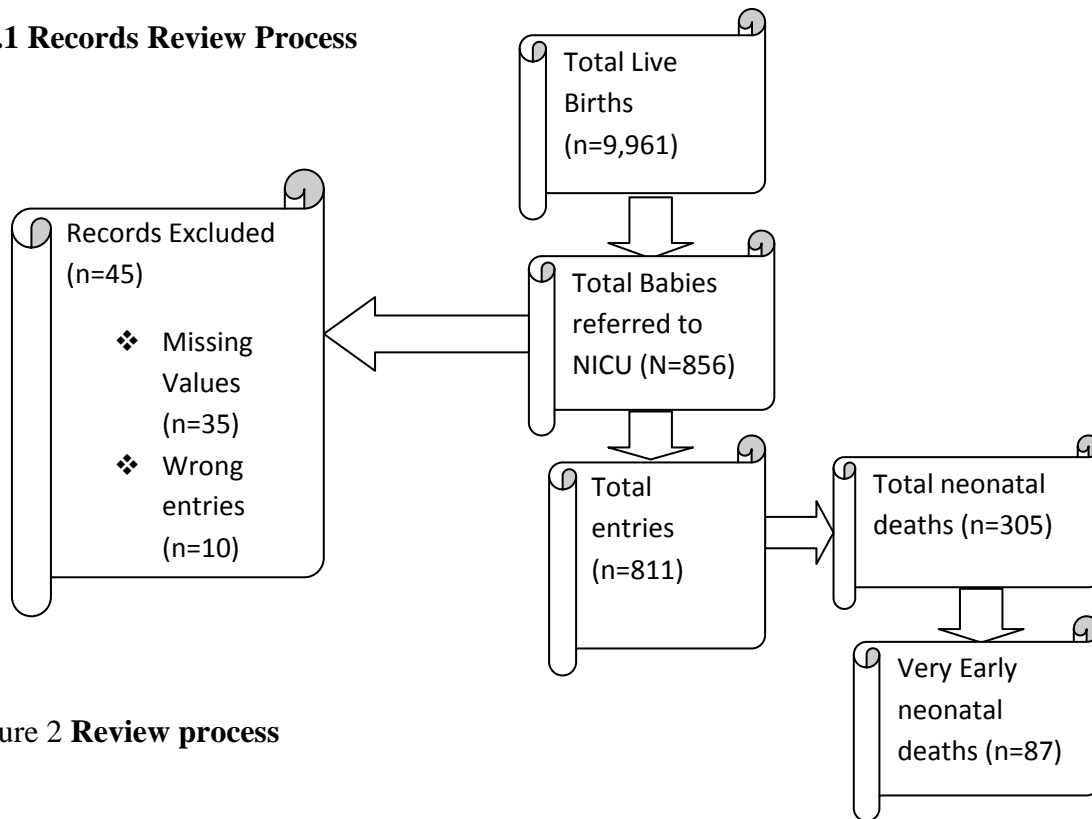 .1 Records Review Process
Total Live
Births
(n=9,961)
Records Excluded
(n=45)
❖ Missing
Values
(n=35)
❖ Wrong
entries
(n=10)
Total Babies
referred to
NICU (N=856)
Total
entries
(n=811)
Total neonatal
deaths (n=305)
Very Early
neonatal
deaths (n=87)
ure 2 Review process